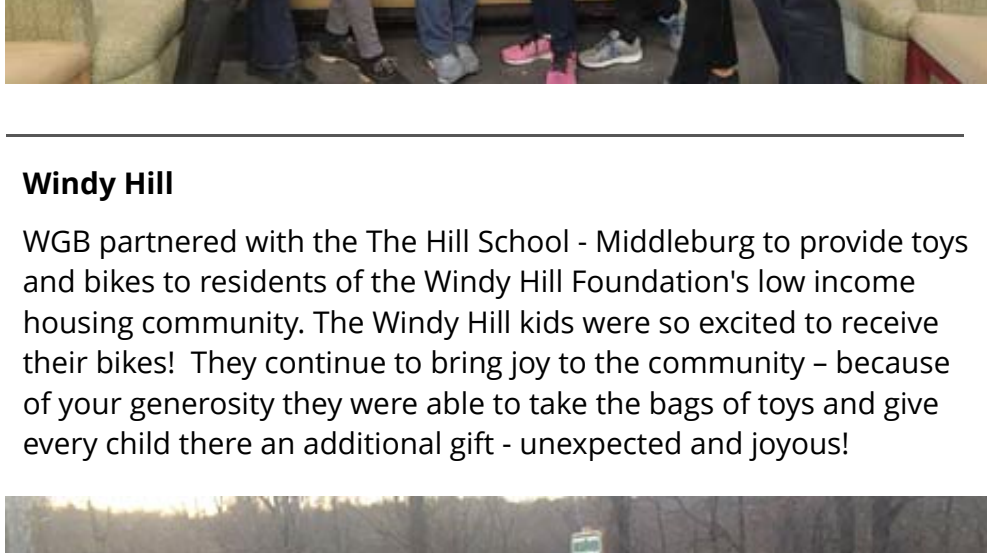 Windy Hill
WGB partnered with the The Hill School - Middleburg to provide toys
and bikes to residents of the Windy Hill Foundation's low income
housing community. The Windy Hill kids were so excited to receive
their bikes!  They continue to bring joy to the community – because
of your generosity they were able to take the bags of toys and give
every child there an additional gift - unexpected and joyous!